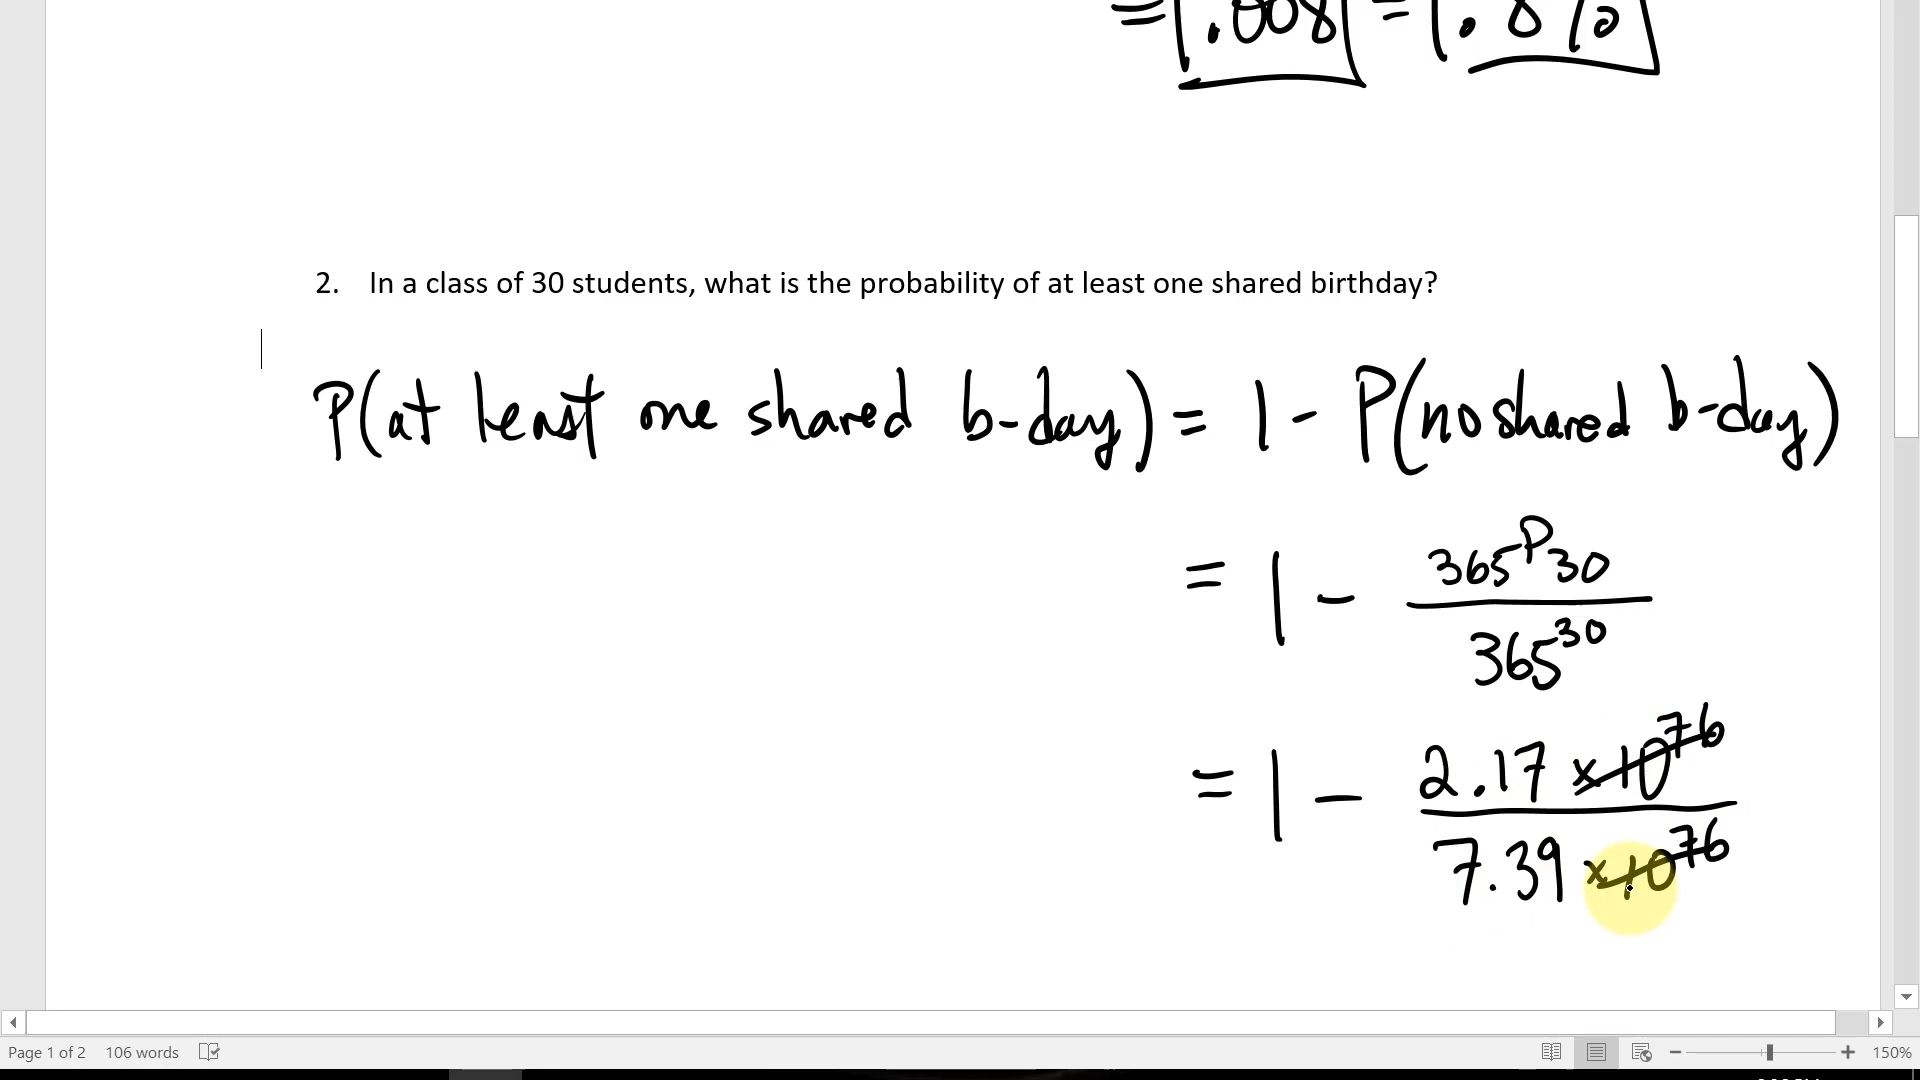 = .008 = .8%
2. In a class of 30 students, what is the probability of at least one shared birthday?
P(at least one shared b-day) = 1 - P(no shared b-day)
= 1 - 365P30
365^30
= 1 - 2.17 x10^76
7.39 x10^76
Page 1 of 2 106 words 150%